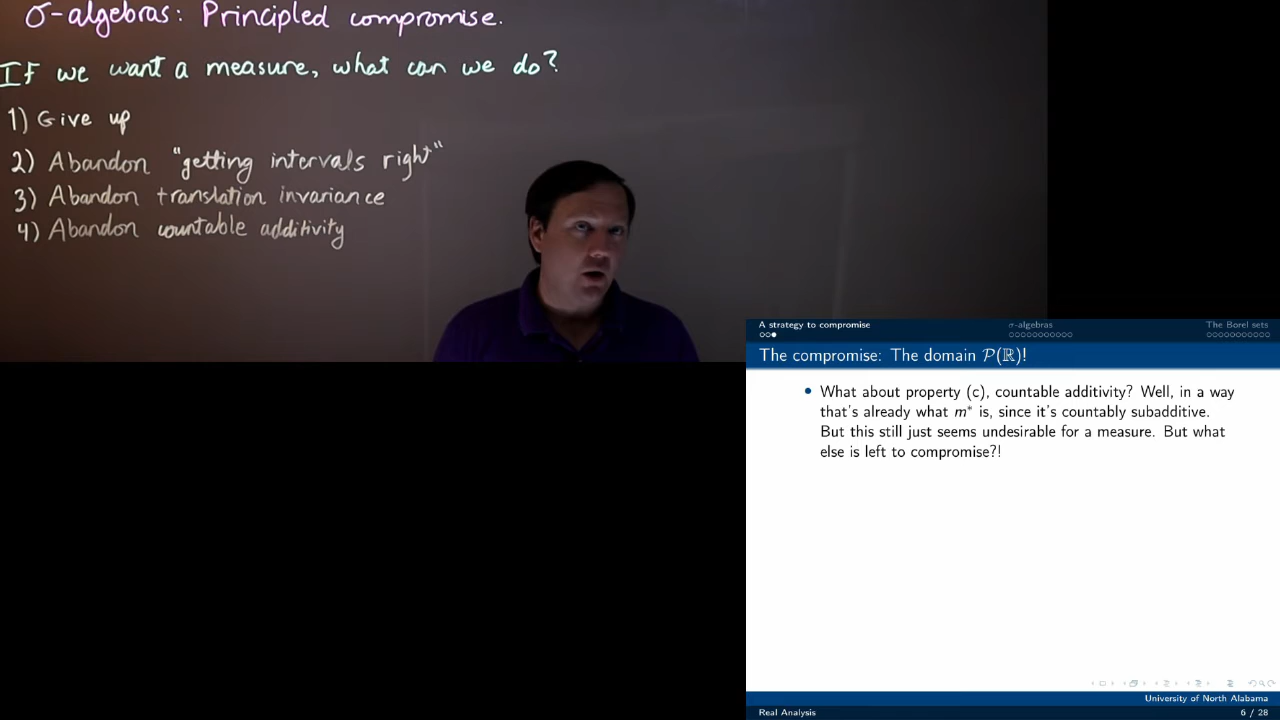 σ-algebras: Principled compromise.
If we want a measure, what can we do?
1) Give up
2) Abandon "getting intervals right"
3) Abandon translation invariance
4) Abandon countable additivity
A strategy to compromise
σ-algebras
The Borel sets
The compromise: The domain 𝒫(ℝ)!
• What about property (c), countable additivity? Well, in a way
that's already what m* is, since it's countably subadditive.
But this still just seems undesirable for a measure. But what
else is left to compromise?!
University of North Alabama
Real Analysis
6 / 28